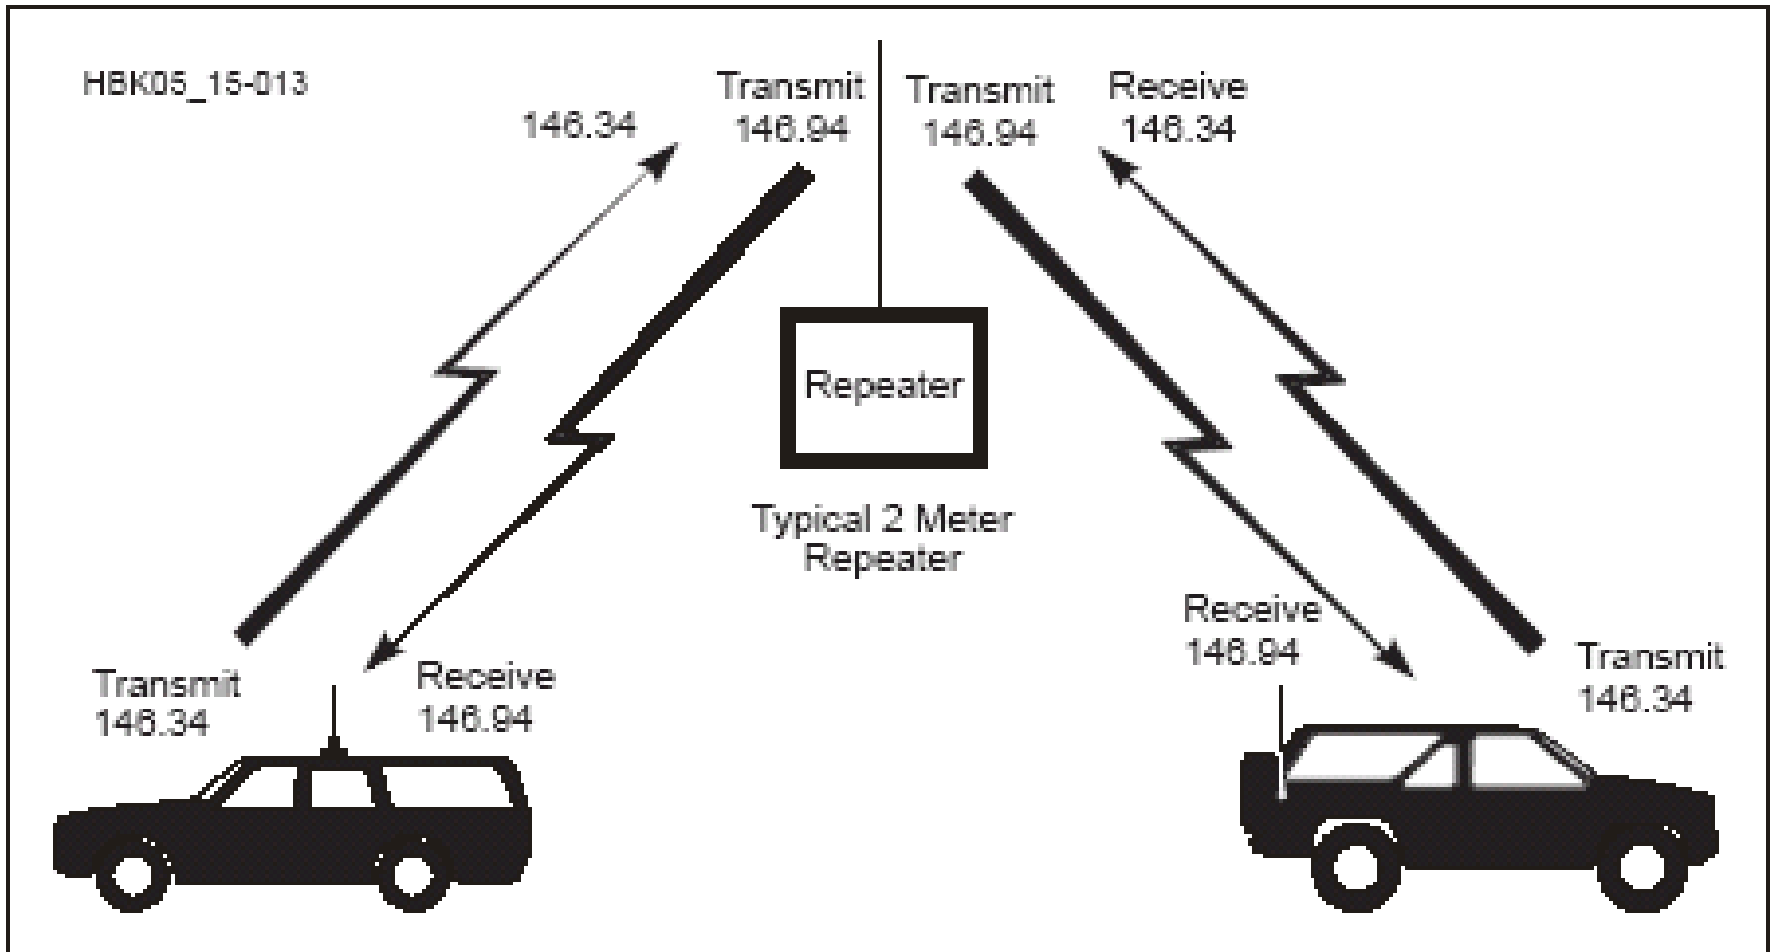 HBK05_15-013
146.34
Transmit
146.94
Transmit
146.94
Receive
146.34
Repeater
Typical 2 Meter
Repeater
Transmit
146.34
Receive
146.94
Receive
146.94
Transmit
146.34